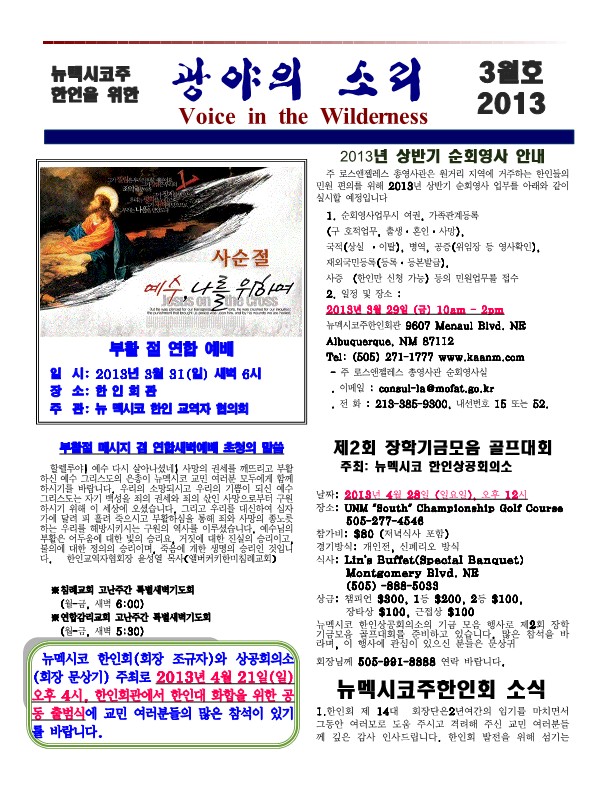 뉴멕시코주
한인을 위한
광야의 소리
Voice in the Wilderness
3월호
2013
사순절
예수, 나를 위하여
Jesus on the Cross
부활 절 연합 예배
일 시: 2013년 3월 31(일) 새벽 6시
장 소: 한 인 회 관
주 관: 뉴 멕시코 한인 교역자 협의회
부활절 메시지 겸 연합새벽예배 초청의 말씀
할렐루야! 예수 다시 살아나셨네! 사망의 권세를 깨뜨리고 부활
하신 예수 그리스도의 은총이 뉴멕시코 교민 여러분 모두에게 함께
하시기를 바랍니다. 우리의 소망되시고 우리의 기쁨이 되신 예수
그리스도는 자기 백성을 죄의 권세와 죄의 삯인 사망으로부터 구원
하시기 위해 이 세상에 오셨습니다. 그리고 우리를 대신하여 십자
가에 달려 피 흘려 죽으시고 부활하심을 통해 죄와 사망의 종노릇
하는 우리를 해방시키시는 구원의 역사를 이루셨습니다. 예수님의
부활은 어두움에 대한 빛의 승리요, 거짓에 대한 진실의 승리이고,
불의에 대한 정의의 승리이며, 죽음에 개한 생명의 승리인 것입니
다. 한인교역자협회장 윤성열 목사(앨버커키한미침례교회)
※침례교회 고난주간 특별새벽기도회
(월-금, 새벽 6:00)
※연합감리교회 고난주간 특별새벽기도회
(월-금, 새벽 5:30)
뉴멕시코 한인회(회장 조규자)와 상공회의소
(회장 문상기) 주최로 2013년 4월 21일(일)
오후 4시, 한인회관에서 한인대 화합을 위한 공
동 출범식에 교민 여러분들의 많은 참석이 있기
를 바랍니다.
2013년 상반기 순회영사 안내
주 로스앤젤레스 총영사관은 원거리 지역에 거주하는 한인들의
민원 편의를 위해 2013년 상반기 순회영사 업무를 아래와 같이
실시할 예정입니다
1. 순회영사업무시 여권, 가족관계등록
(구 호적업무, 출생·혼인·사망),
국적(상실 ·이탈), 병역, 공증(위임장 등 영사확인),
재외국민등록(등록·등본발급),
사증 (한인만 신청 가능) 등의 민원업무를 접수
2. 일정 및 장소 :
2013년 3월 29일 (금) 10am - 2pm
뉴멕시코주한인회관 9607 Menaul Blvd. NE
Albuquerque, NM 87112
Tel: (505) 271-1777 www.kaanm.com
- 주 로스앤젤레스 총영사관 순회영사실
. 이메일 : consul-la@mofat.go.kr
. 전 화 : 213-385-9300, 내선번호 15 또는 52.
제2회 장학기금모음 골프대회
주최: 뉴멕시코 한인상공회의소
날짜: 2013년 4월 28일 (일요일), 오후 12시
장소: UNM "South" Championship Golf Course
505-277-4546
참가비: $80 (저녁식사 포함)
경기방식: 개인전, 신페리오 방식
식사: Lin's Buffet(Special Banquet)
Montgomery Blvd. NE
(505) -888-5033
상금: 챔피언 $300, 1등 $200, 2등 $100,
장타상 $100, 근접상 $100
뉴멕시코 한인상공회의소의 기금 모음 행사로 제2회 장학
기금모음 골프대회를 준비하고 있습니다. 많은 참석을 바
라며, 이 행사에 관심이 있으신 분들은 문상귀
회장님께 505-991-8888 연락 바랍니다.
뉴멕시코주한인회 소식
1.한인회 제 14대 회장단은2년여간의 임기를 마치면서
그동안 여러모로 도움 주시고 격려해 주신 교민 여러분들
께 깊은 감사 인사드립니다. 한인회 발전을 위해 섬기는